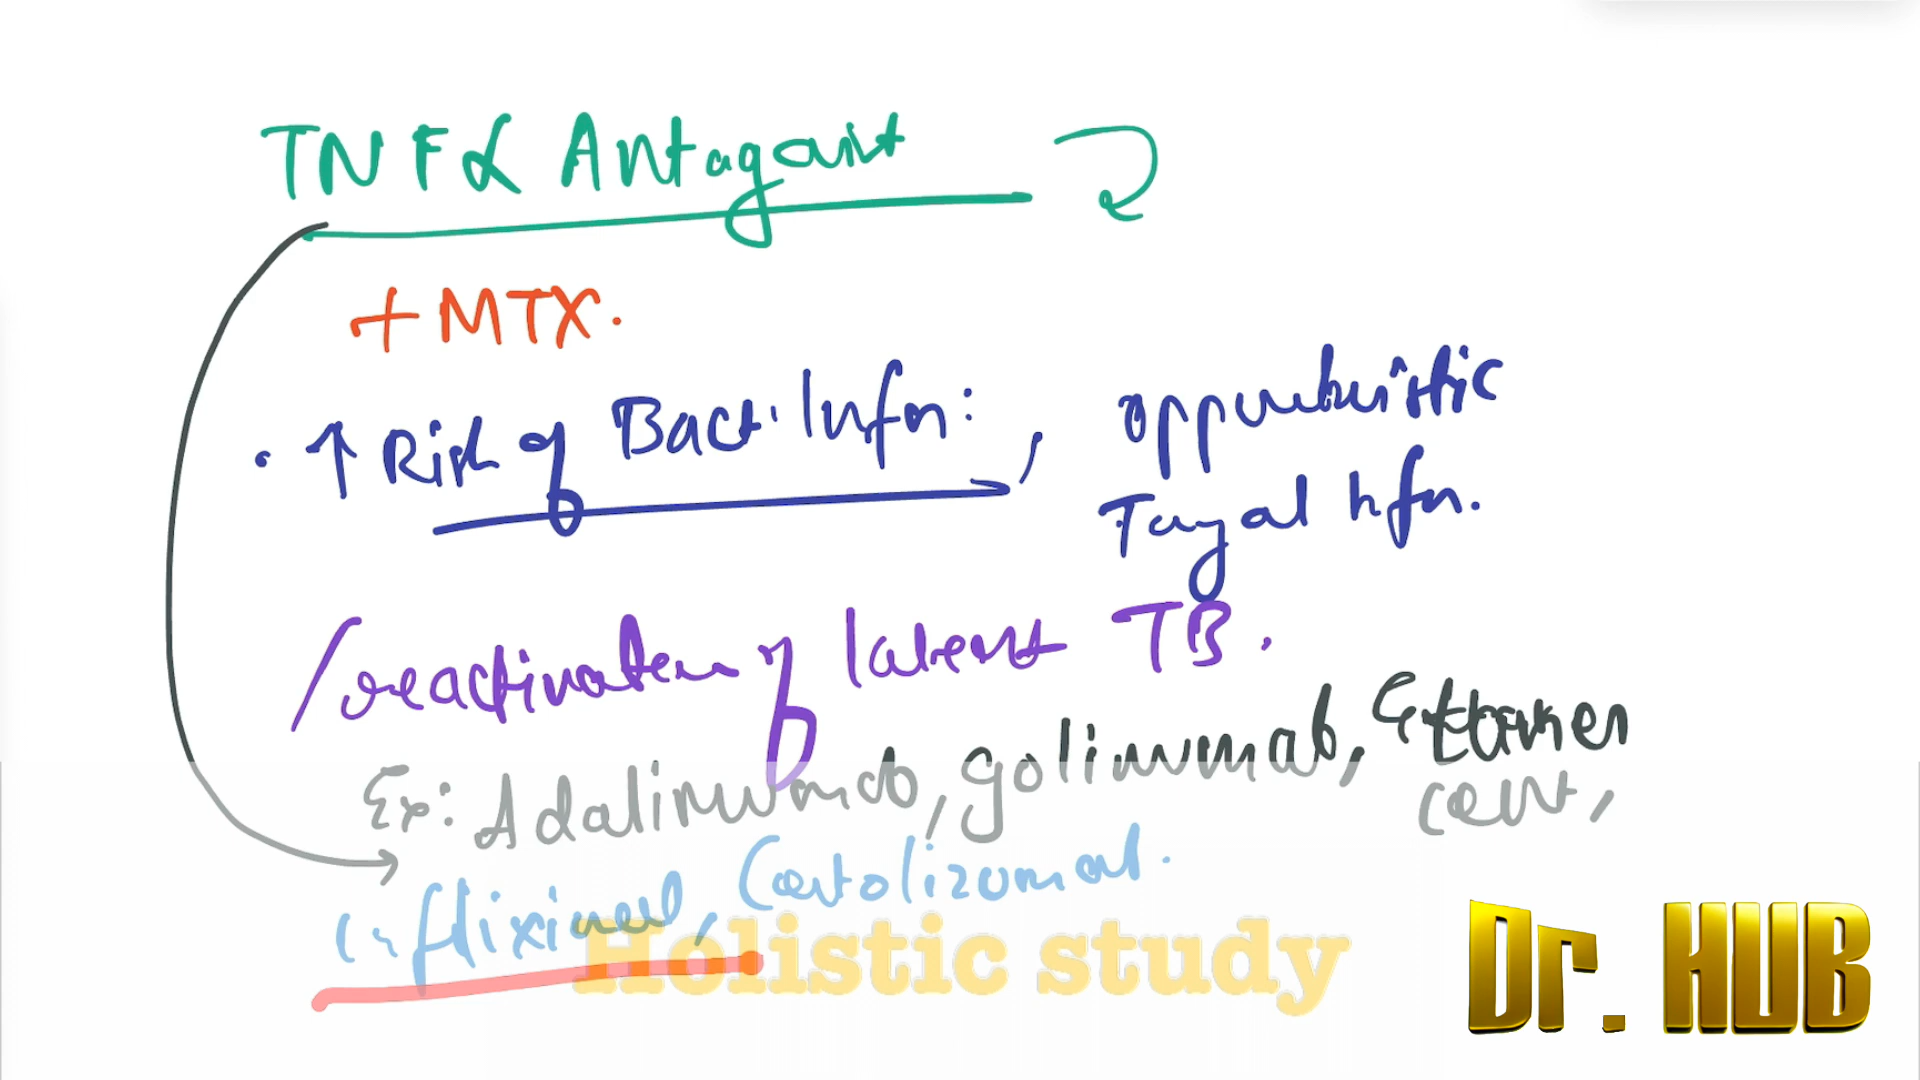 TNFα Antagonist
+ MTX.
• ↑ Risk of Bact. Infn: , oppurtunistic
Fungal Infn.
/reactivation of latent TB.
Ex: Adalimumab, golimumab, Etanercept,
Infliximab, Certolizumab.
Holistic study
Dr. HUB